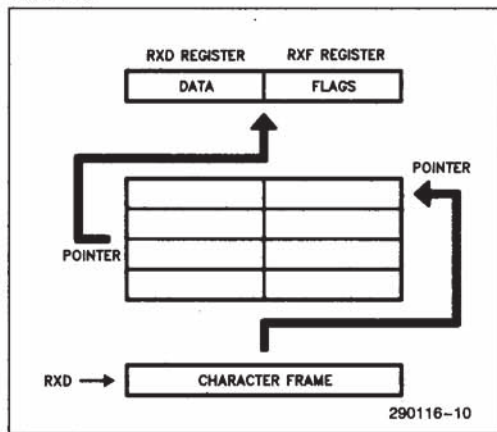 RXD REGISTER RXF REGISTER
DATA FLAGS
POINTER
POINTER
RXD → CHARACTER FRAME
290116-10